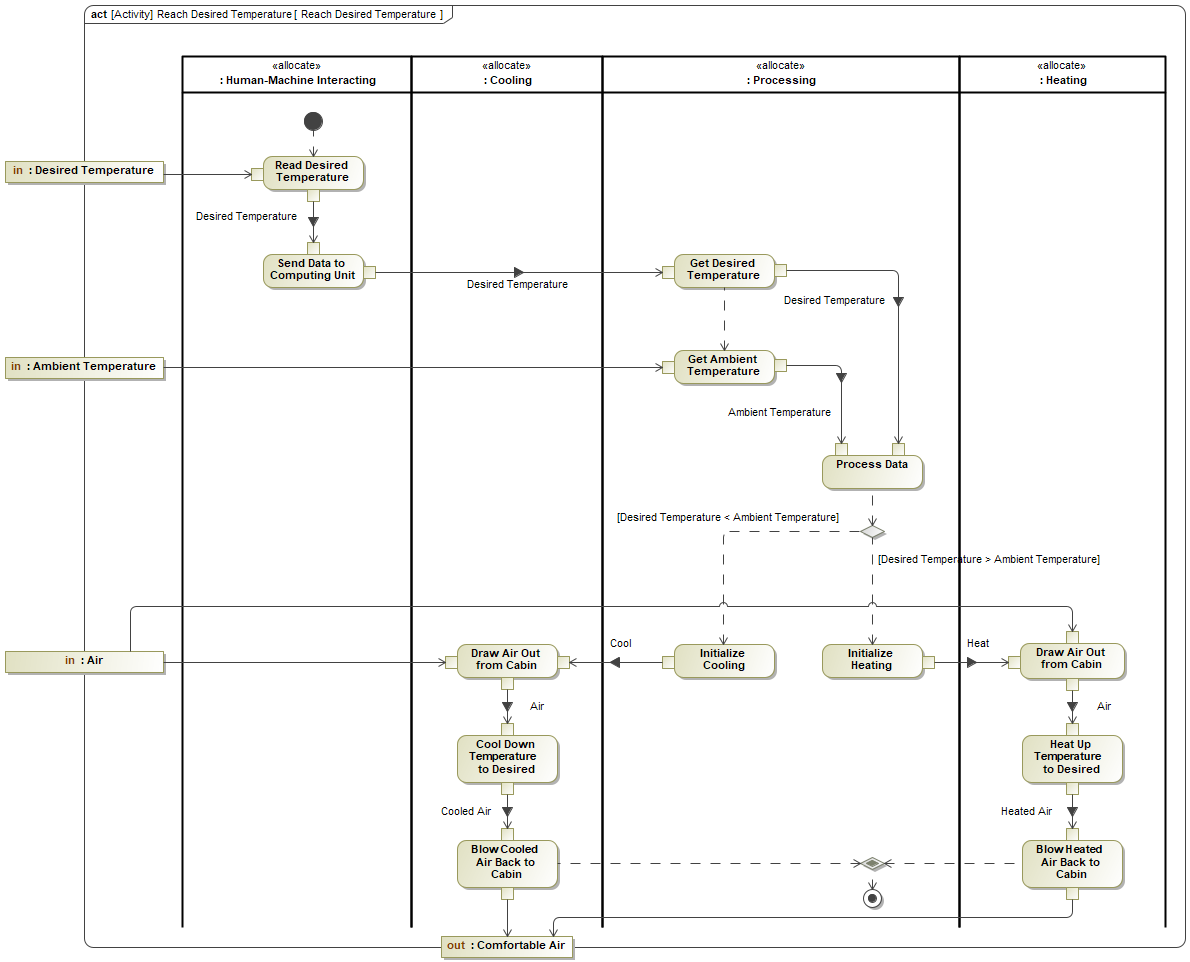 act [Activity] Reach Desired Temperature [ Reach Desired Temperature ]
«allocate»
: Human-Machine Interacting
«allocate»
: Cooling
«allocate»
: Processing
«allocate»
: Heating
in : Desired Temperature
Read Desired
Temperature
Desired Temperature
Send Data to
Computing Unit
Desired Temperature
Get Desired
Temperature
Desired Temperature
in : Ambient Temperature
Get Ambient
Temperature
Ambient Temperature
Process Data
[Desired Temperature < Ambient Temperature]
[Desired Temperature > Ambient Temperature]
in : Air
Draw Air Out
from Cabin
Cool
Initialize
Cooling
Initialize
Heating
Heat
Draw Air Out
from Cabin
Air
Air
Cool Down
Temperature
to Desired
Heat Up
Temperature
to Desired
Cooled Air
Heated Air
Blow Cooled
Air Back to
Cabin
Blow Heated
Air Back to
Cabin
out : Comfortable Air